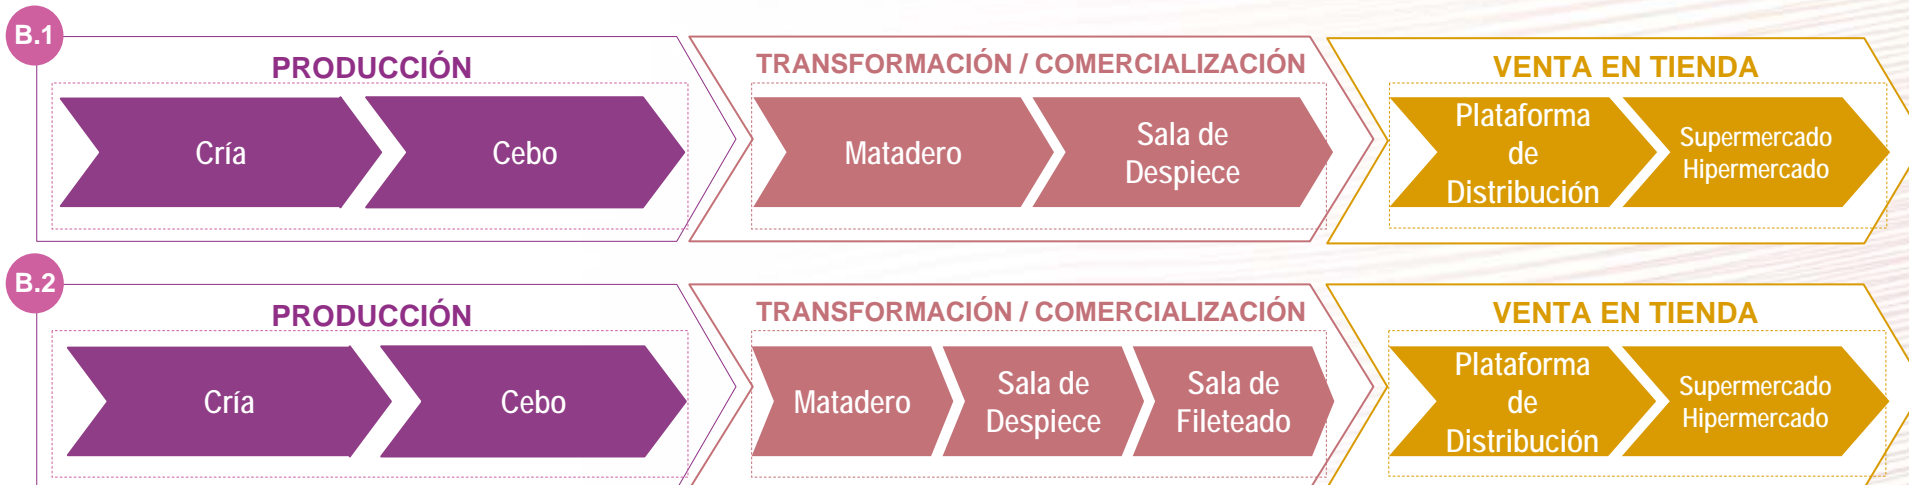 B.1
PRODUCCIÓN
TRANSFORMACIÓN / COMERCIALIZACIÓN
VENTA EN TIENDA
Cría
Cebo
Matadero
Sala de
Despiece
Plataforma
de
Distribución
Supermercado
Hipermercado
B.2
PRODUCCIÓN
TRANSFORMACIÓN / COMERCIALIZACIÓN
VENTA EN TIENDA
Cría
Cebo
Matadero
Sala de
Despiece
Sala de
Fileteado
Plataforma
de
Distribución
Supermercado
Hipermercado